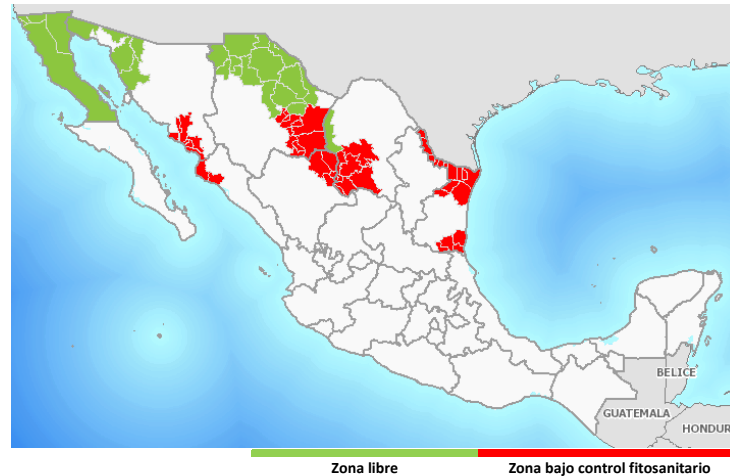 BELICE
GUATEMALA
HONDUR
Zona libre
Zona bajo control fitosanitario